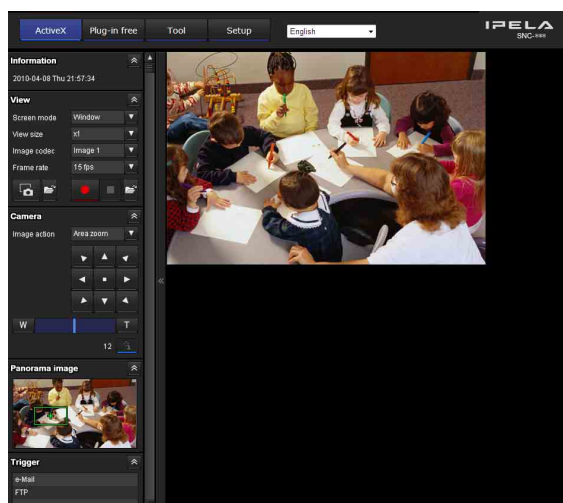 ActiveX Plug-in free Tool Setup English
IPELA
Information
2010-04-08 Thu 21:57:34
View
Screen mode Window
View size x1
Image codec Image 1
Frame rate 15 fps
Camera
Image action Area zoom
W T
12
Panorama image
Trigger
e-Mail
FTP